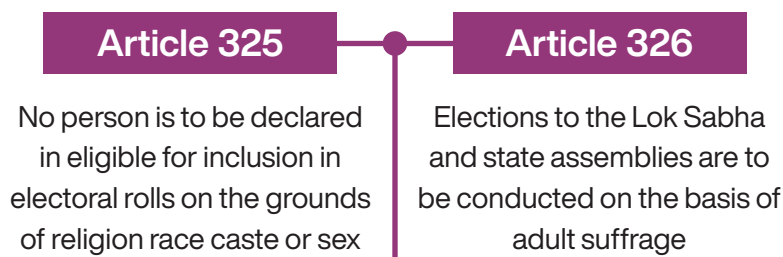 Article 325
No person is to be declared
in eligible for inclusion in
electoral rolls on the grounds
of religion race caste or sex
Article 326
Elections to the Lok Sabha
and state assemblies are to
be conducted on the basis of
adult suffrage